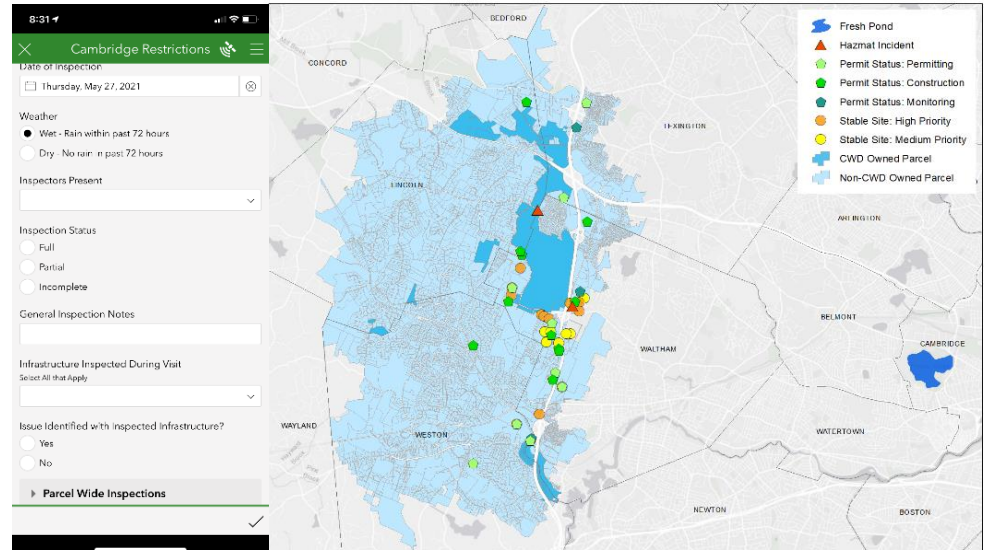 8:31
Cambridge Restrictions
Date of Inspection
Thursday, May 27, 2021
Weather
Wet - Rain within past 72 hours
Dry - No rain in past 72 hours
Inspectors Present
Inspection Status
Full
Partial
Incomplete
General Inspection Notes
Infrastructure Inspected During Visit
Select All that Apply
Issue Identified with Inspected Infrastructure?
Yes
No
Parcel Wide Inspections
BEDFORD
CONCORD
LEXINGTON
LINCOLN
ARLINGTON
BELMONT
CAMBRIDGE
WALTHAM
WAYLAND
WESTON
WATERTOWN
NEWTON
BOSTON
Fresh Pond
Hazmat Incident
Permit Status: Permitting
Permit Status: Construction
Permit Status: Monitoring
Stable Site: High Priority
Stable Site: Medium Priority
CWD Owned Parcel
Non-CWD Owned Parcel